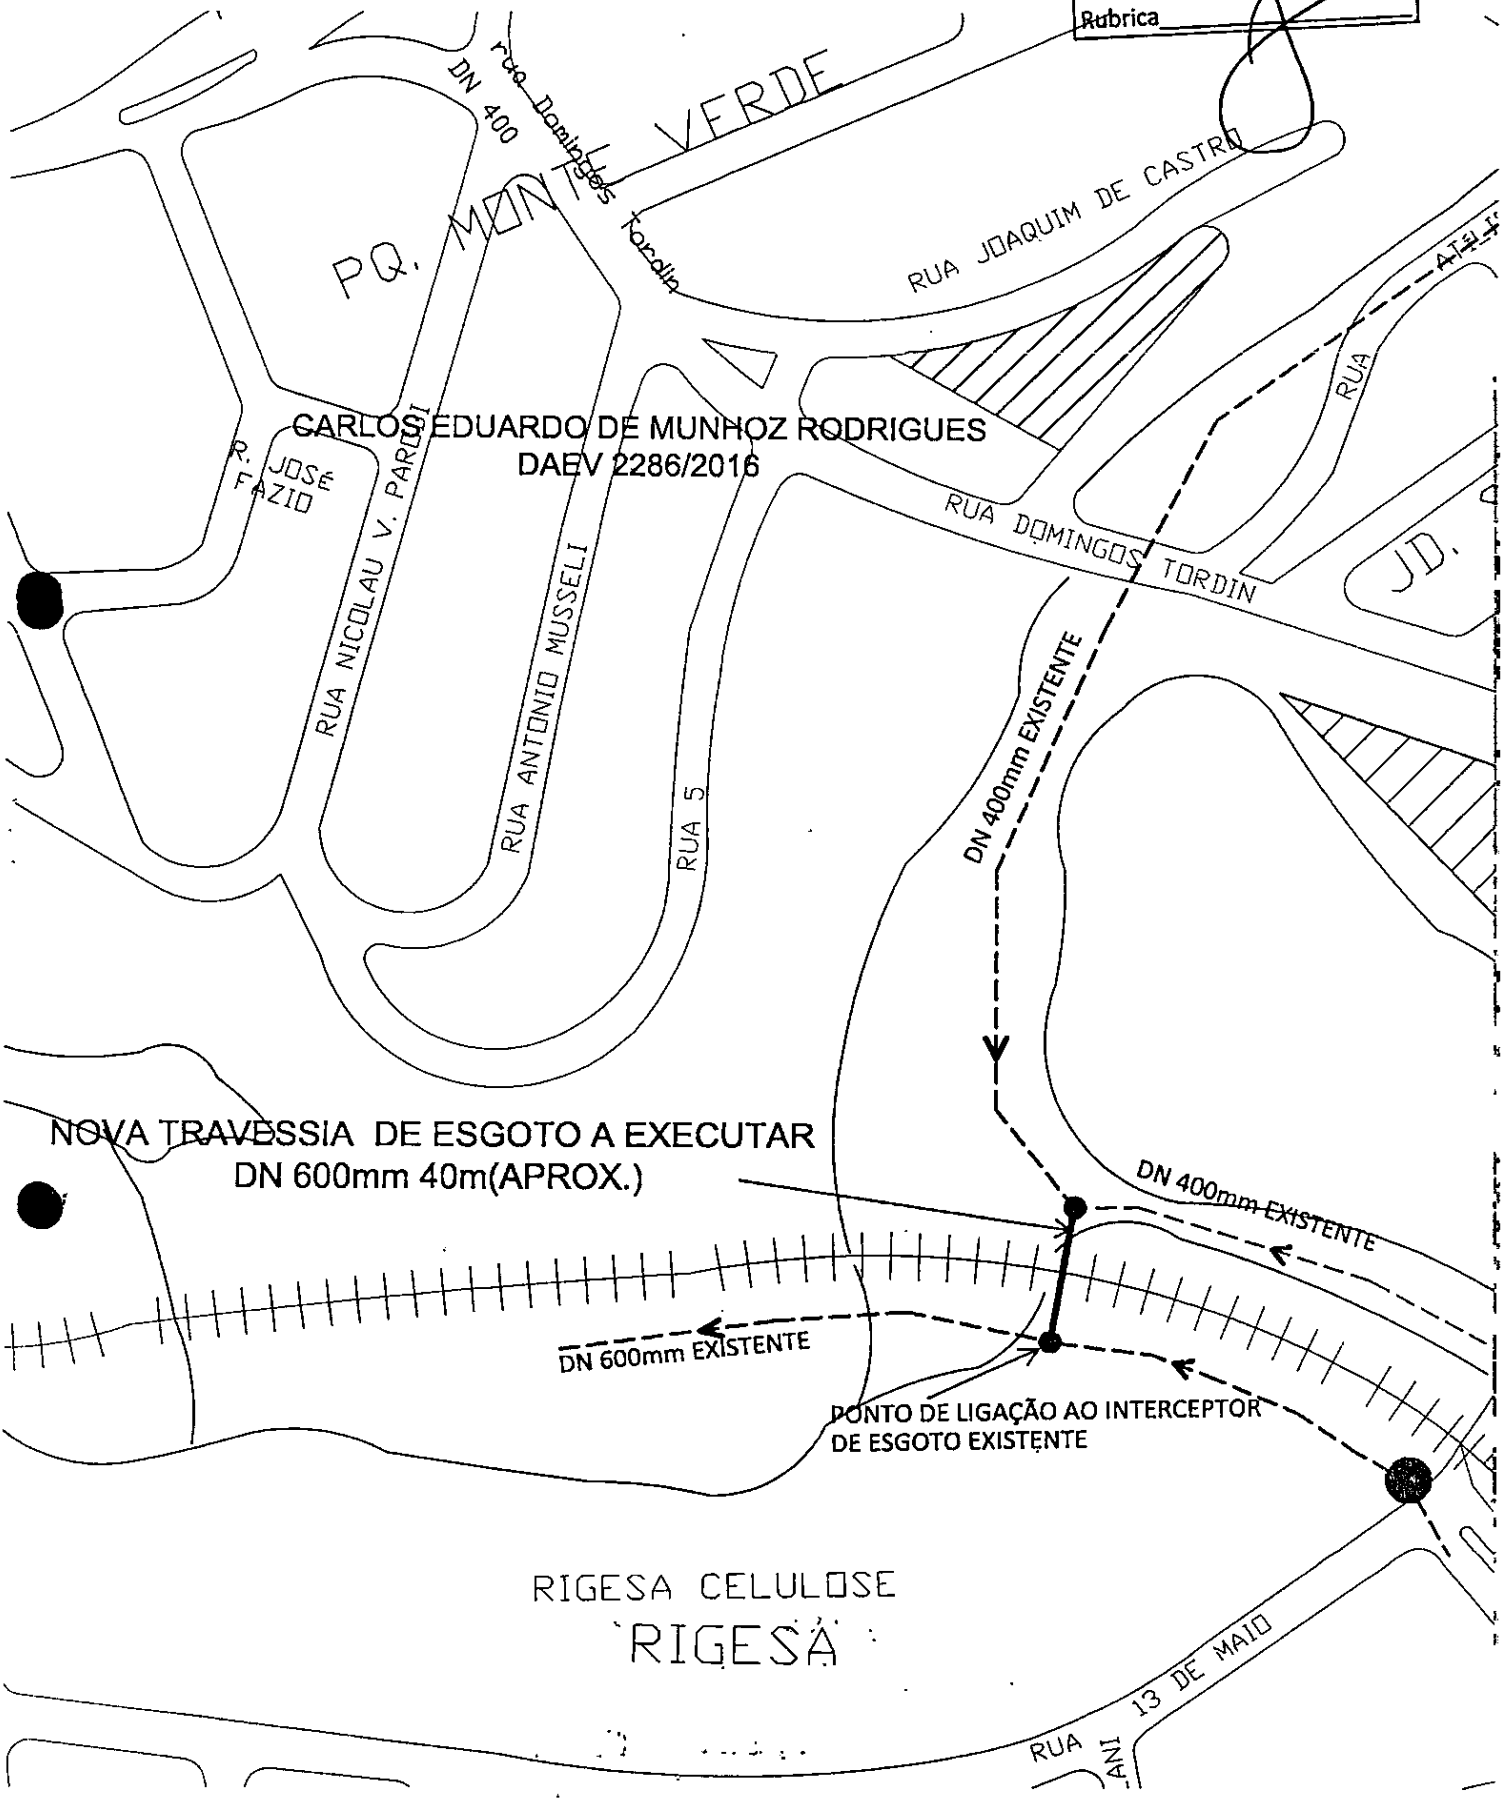 Rubrica
rua Domingos Tordin
DN 400
PQ. MONTE VERDE
RUA JOAQUIM DE CASTRO
RUA
CARLOS EDUARDO DE MUNHOZ RODRIGUES
DAEV 2286/2016
R. JOSÉ
FAZIO
RUA NICOLAU V. PARODI
RUA ANTONIO MUSSELI
RUA 5
RUA DOMINGOS TORDIN
JD.
DN 400mm EXISTENTE
NOVA TRAVESSIA DE ESGOTO A EXECUTAR
DN 600mm 40m(APROX.)
DN 400mm EXISTENTE
DN 600mm EXISTENTE
PONTO DE LIGAÇÃO AO INTERCEPTOR
DE ESGOTO EXISTENTE
RIGESA CELULOSE
RIGESA
RUA 13 DE MAIO